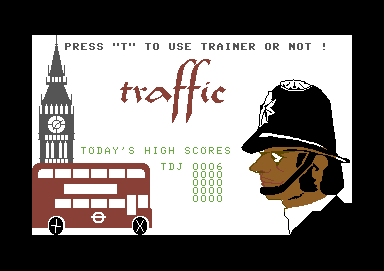 PRESS "T" TO USE TRAINER OR NOT !
traffic
TODAY'S HIGH SCORES
TDJ 0006
0000
0000
0000
0000